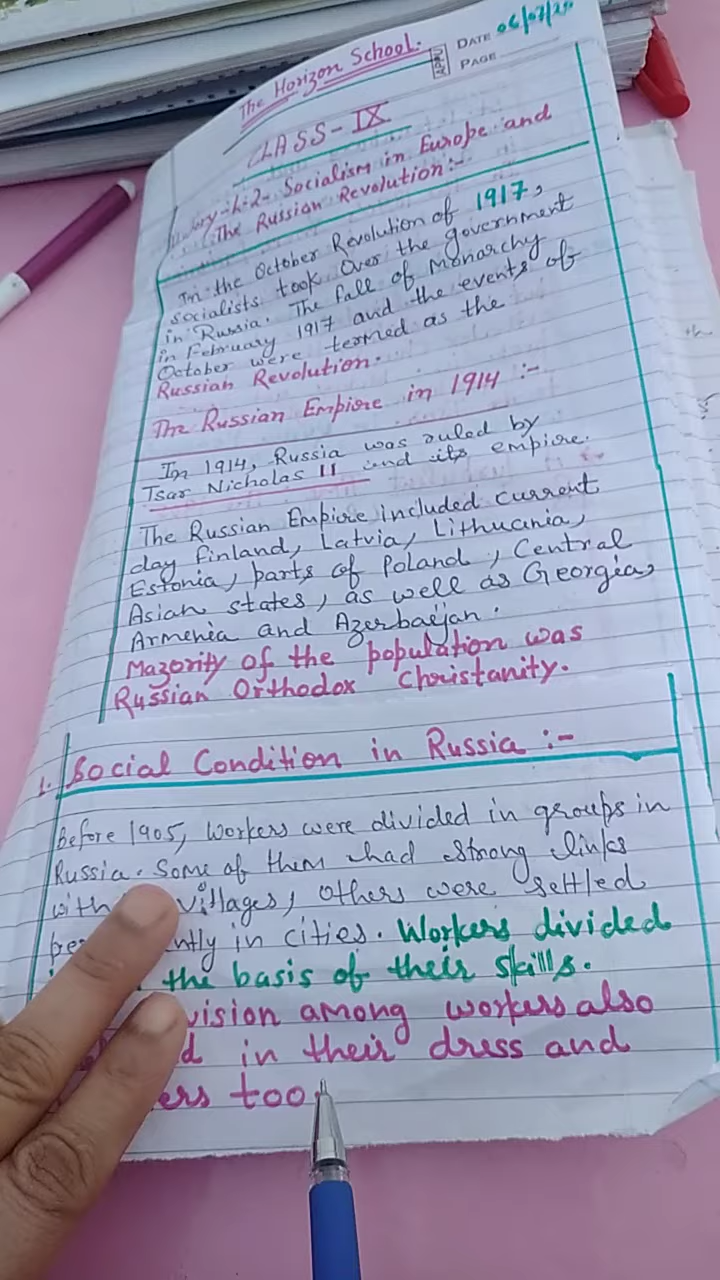 The Horizon School.
DATE 06/07/20
PAGE
CLASS-IX
2- Socialism in Europe and
The Russian Revolution:-
In the October Revolution of 1917,
socialists took over the government
in Russia. The fall of monarchy
in February 1917 and the events of
October were termed as the
Russian Revolution.
The Russian Empire in 1914 :-
In 1914, Russia was ruled by
Tsar Nicholas II and its empire.
The Russian Empire included current
day Finland, Latvia, Lithuania,
Estonia, parts of Poland, Central
Asian states, as well as Georgia,
Armenia and Azerbaijan.
Mazority of the population was
Russian Orthodox Christanity.
1. Social Condition in Russia :-
Before 1905, Workers were divided in groups in
Russia. Some of them had strong links
with villages, others were settled
in cities. Workers divided
the basis of their skills.
among workers also
in their dress and
too.